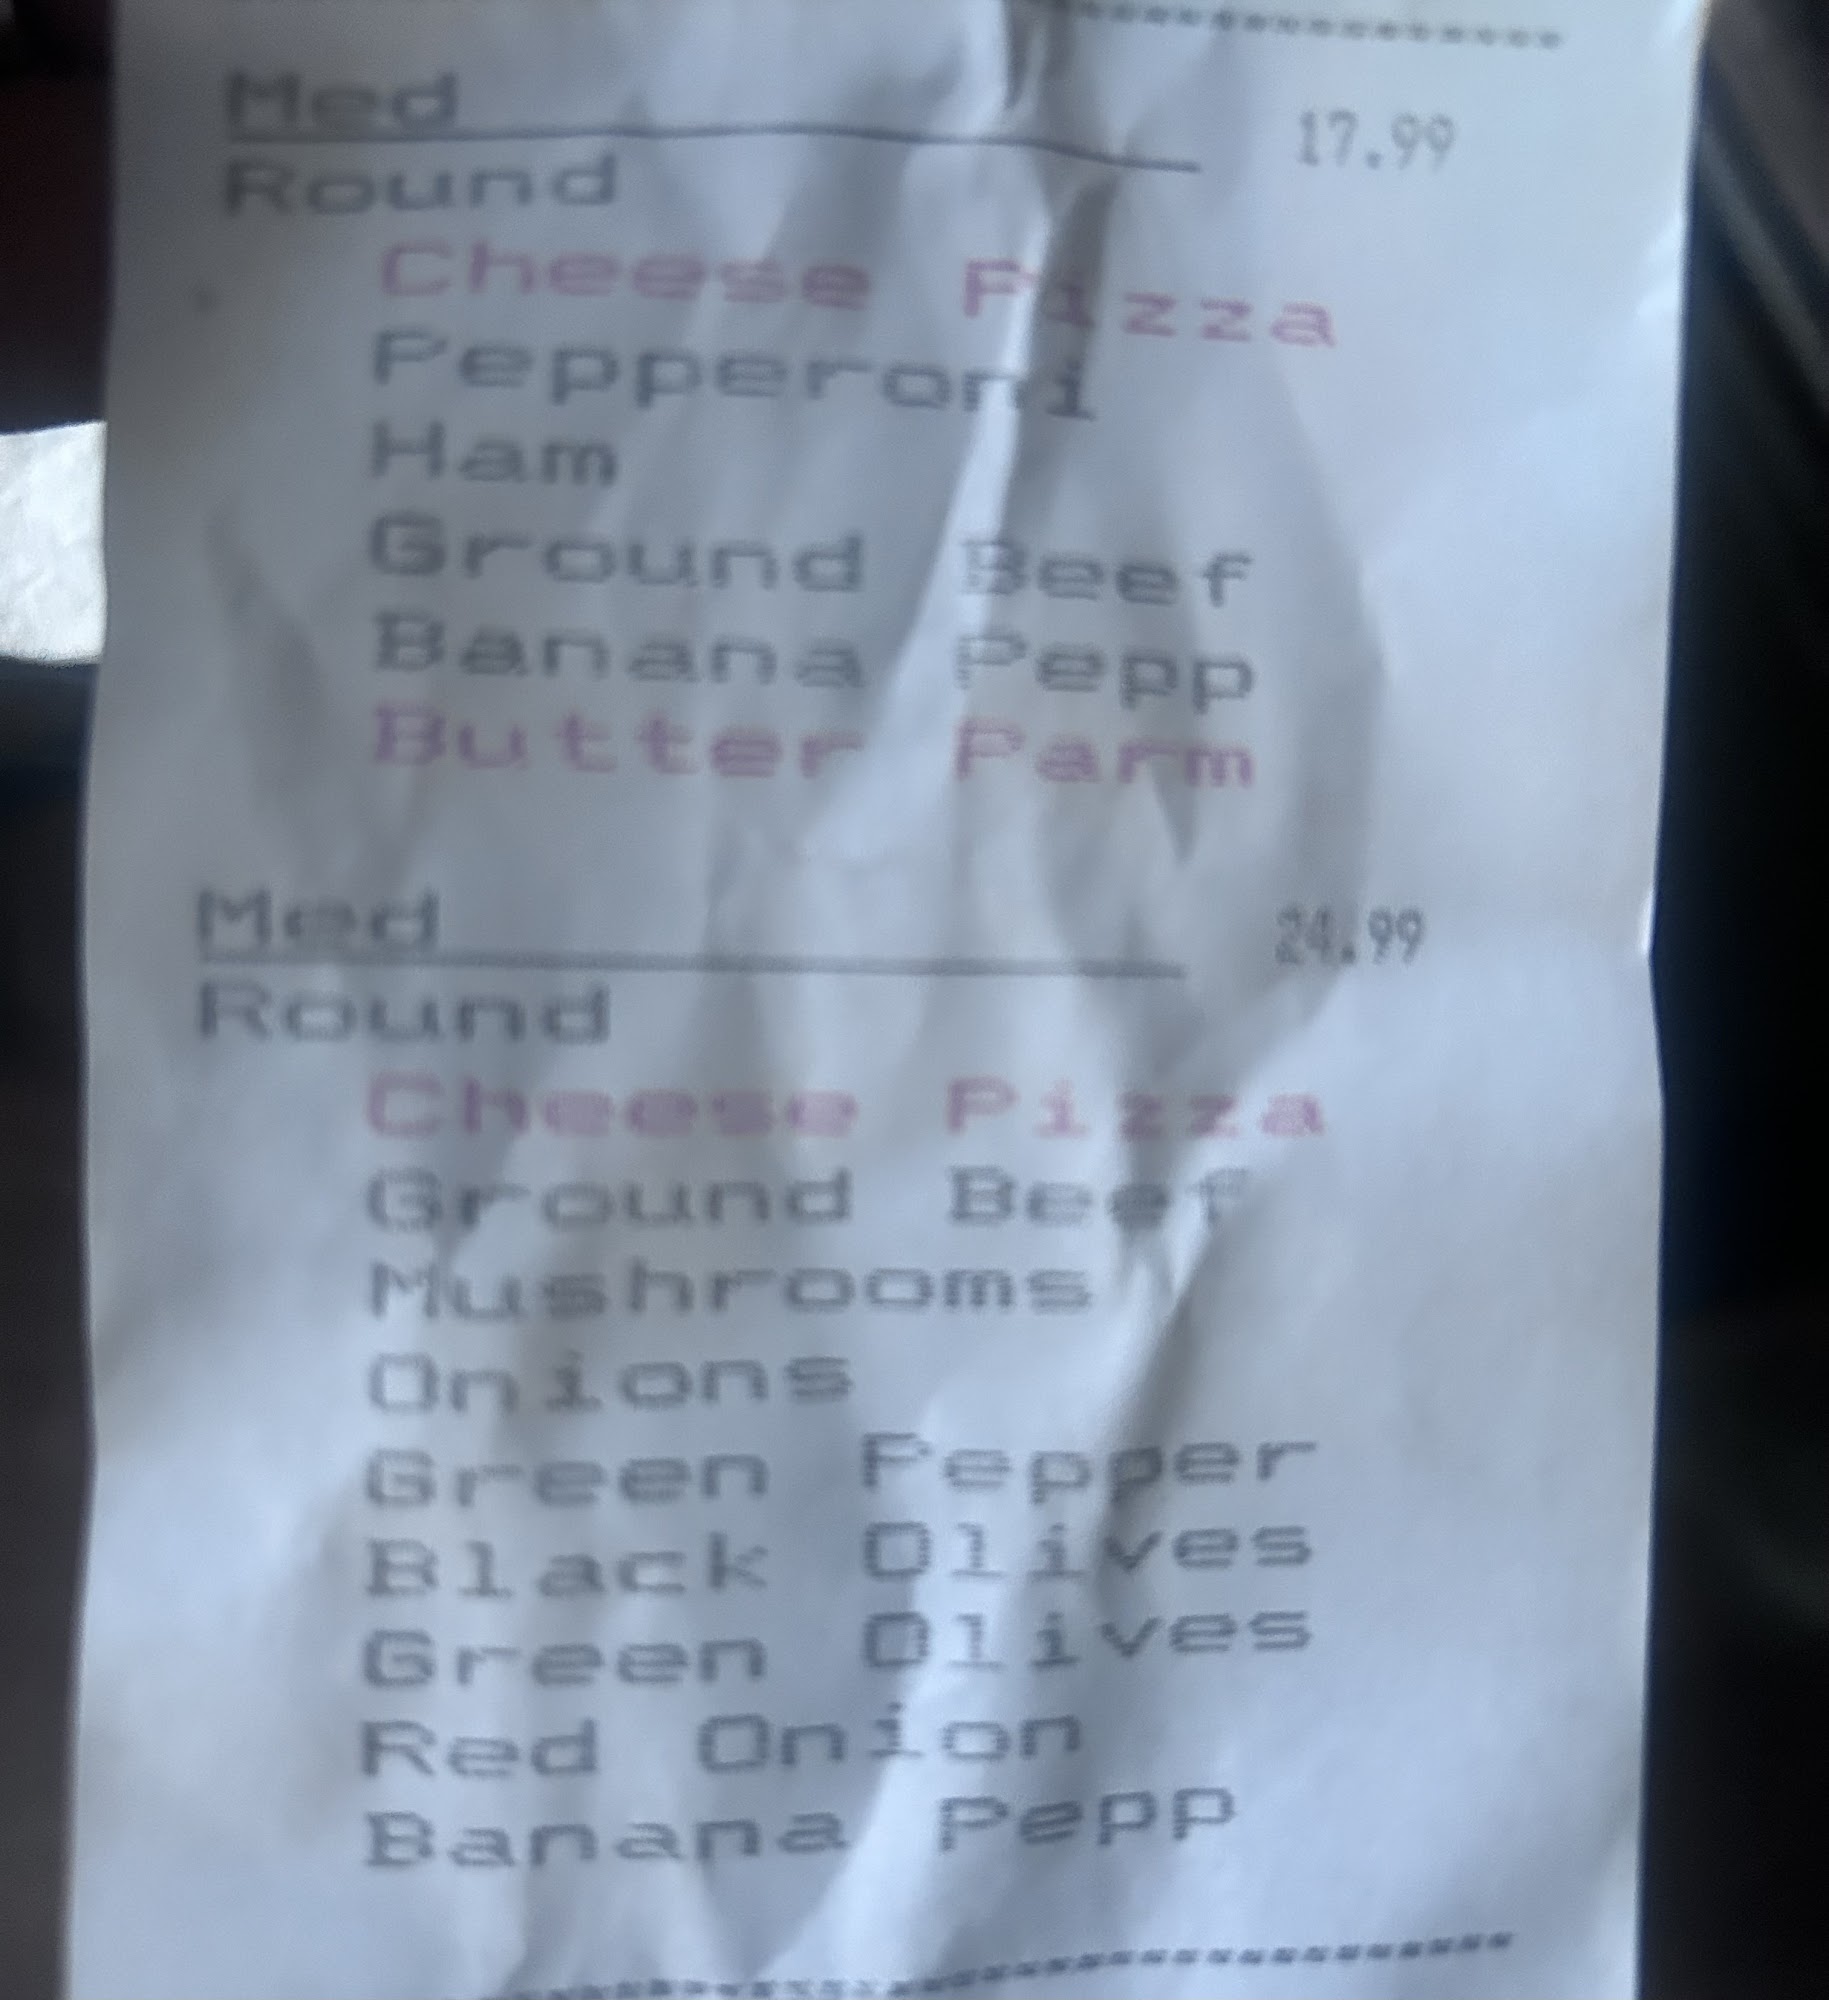 Med 17.99
Round
Cheese Pizza
Pepperoni
Ham
Ground Beef
Banana Pepp
Butter Parm
Med 24.99
Round
Cheese Pizza
Ground Beef
Mushrooms
Onions
Green Pepper
Black Olives
Green Olives
Red Onion
Banana Pepp